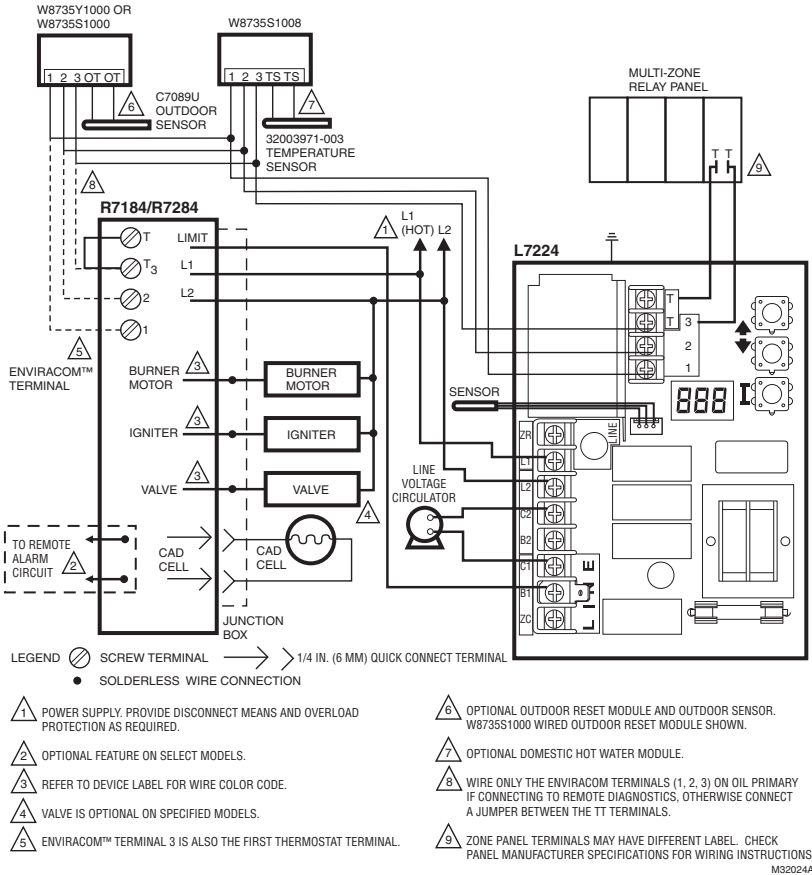 W8735Y1000 OR
W8735S1000
W8735S1008
1 2 3 OT OT
1 2 3 TS TS
6
C7089U
OUTDOOR
SENSOR
7
32003971-003
TEMPERATURE
SENSOR
MULTI-ZONE
RELAY PANEL
T T
9
8
R7184/R7284
1
L1
(HOT) L2
L7224
T
LIMIT
T3
L1
2
L2
1
5
ENVIRACOM™
TERMINAL
T
T 3
2
1
BURNER
MOTOR
3
BURNER
MOTOR
SENSOR
888
IGNITER
3
IGNITER
ZR
LINE
L1
VALVE
3
VALVE
4
LINE
VOLTAGE
CIRCULATOR
L2
C2
B2
TO REMOTE
ALARM
CIRCUIT
2
CAD
CELL
CAD
CELL
C1
B1
LINE
ZC
JUNCTION
BOX
LEGEND SCREW TERMINAL 1/4 IN. (6 MM) QUICK CONNECT TERMINAL
SOLDERLESS WIRE CONNECTION
1 POWER SUPPLY. PROVIDE DISCONNECT MEANS AND OVERLOAD
PROTECTION AS REQUIRED.
2 OPTIONAL FEATURE ON SELECT MODELS.
3 REFER TO DEVICE LABEL FOR WIRE COLOR CODE.
4 VALVE IS OPTIONAL ON SPECIFIED MODELS.
5 ENVIRACOM™ TERMINAL 3 IS ALSO THE FIRST THERMOSTAT TERMINAL.
6 OPTIONAL OUTDOOR RESET MODULE AND OUTDOOR SENSOR.
W8735S1000 WIRED OUTDOOR RESET MODULE SHOWN.
7 OPTIONAL DOMESTIC HOT WATER MODULE.
8 WIRE ONLY THE ENVIRACOM TERMINALS (1, 2, 3) ON OIL PRIMARY
IF CONNECTING TO REMOTE DIAGNOSTICS, OTHERWISE CONNECT
A JUMPER BETWEEN THE TT TERMINALS.
9 ZONE PANEL TERMINALS MAY HAVE DIFFERENT LABEL. CHECK
PANEL MANUFACTURER SPECIFICATIONS FOR WIRING INSTRUCTIONS
M32024A